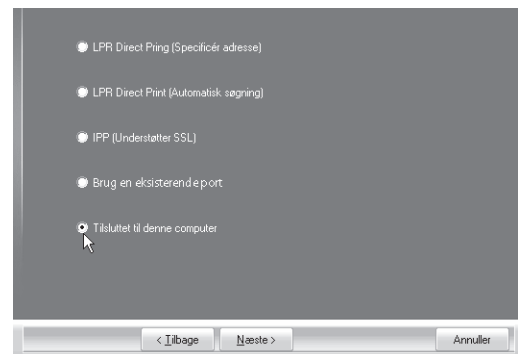 LPR Direct Pring (Specificér adresse)
LPR Direct Print (Automatisk søgning)
IPP (Understøtter SSL)
Brug en eksisterende port
Tilsluttet til denne computer
< Tilbage
Næste >
Annuller